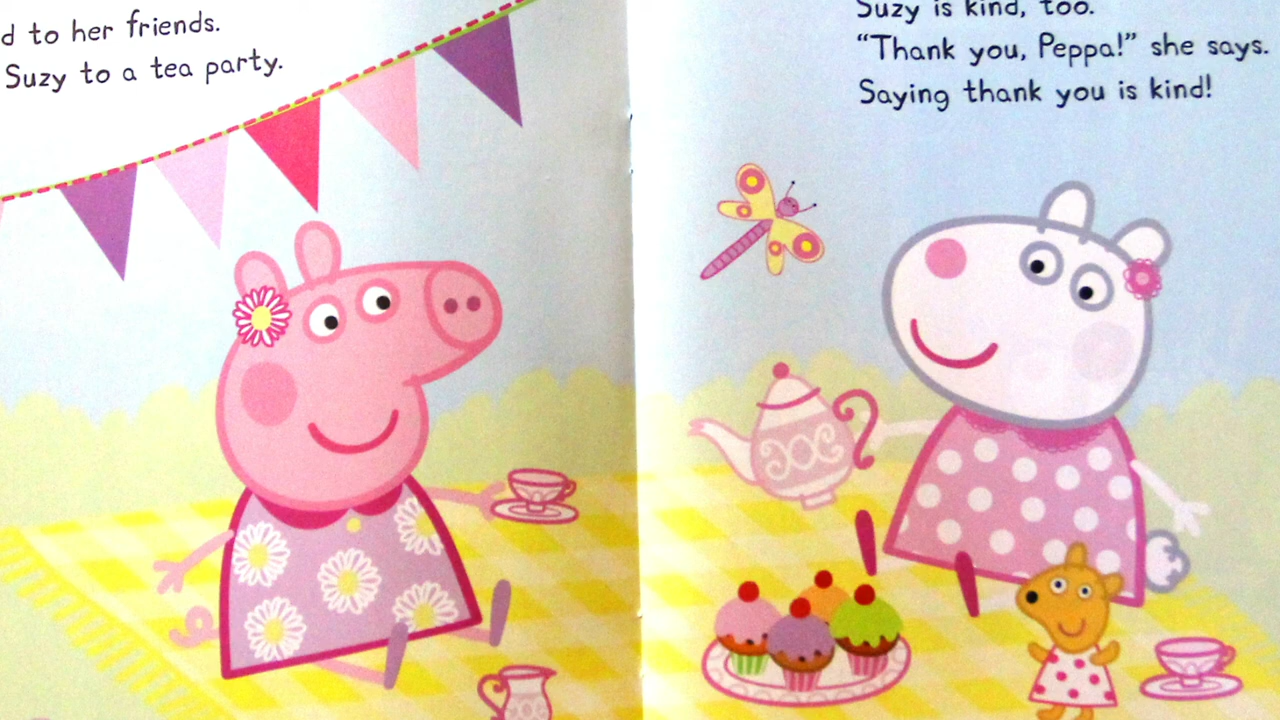 d to her friends.
Suzy to a tea party.
Suzy is kind, too.
“Thank you, Peppa!” she says.
Saying thank you is kind!